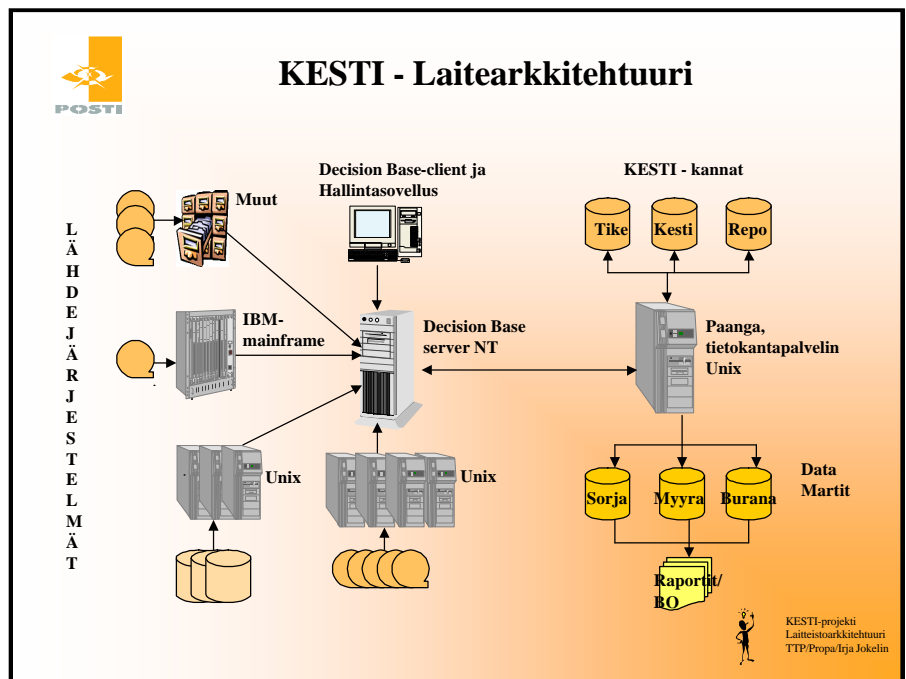 POSTI
KESTI - Laitearkkitehtuuri
LÄHDEJÄRJESTELMÄT
Muut
IBM-
mainframe
Unix
Unix
Decision Base-client ja
Hallintasovellus
Decision Base
server NT
KESTI - kannat
Tike
Kesti
Repo
Paanga,
tietokantapalvelin
Unix
Sorja
Myyra
Burana
Data
Martit
Raportit/
BO
KESTI-projekti
Laitteistoarkkitehtuuri
TTP/Propa/Irja Jokelin